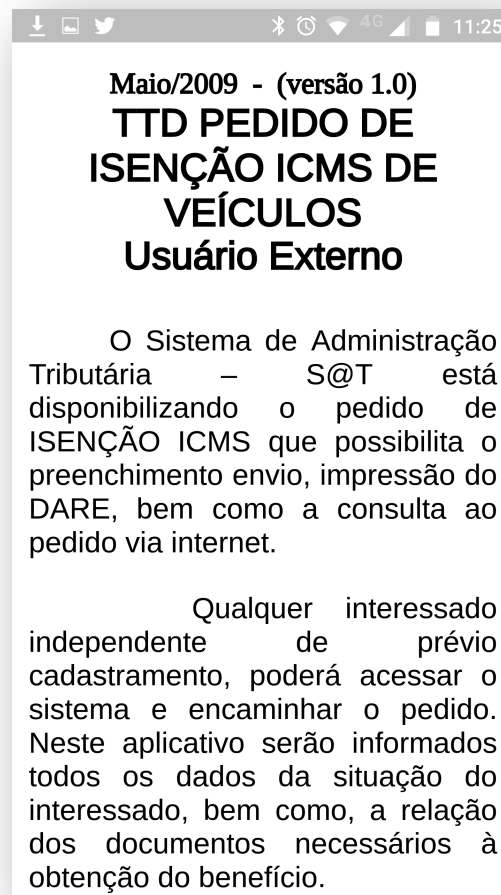 4G 11:25
Maio/2009 - (versão 1.0)
TTD PEDIDO DE
ISENÇÃO ICMS DE
VEÍCULOS
Usuário Externo
O Sistema de Administração
Tributária – S@T está
disponibilizando o pedido de
ISENÇÃO ICMS que possibilita o
preenchimento envio, impressão do
DARE, bem como a consulta ao
pedido via internet.
Qualquer interessado
independente de prévio
cadastramento, poderá acessar o
sistema e encaminhar o pedido.
Neste aplicativo serão informados
todos os dados da situação do
interessado, bem como, a relação
dos documentos necessários à
obtenção do benefício.